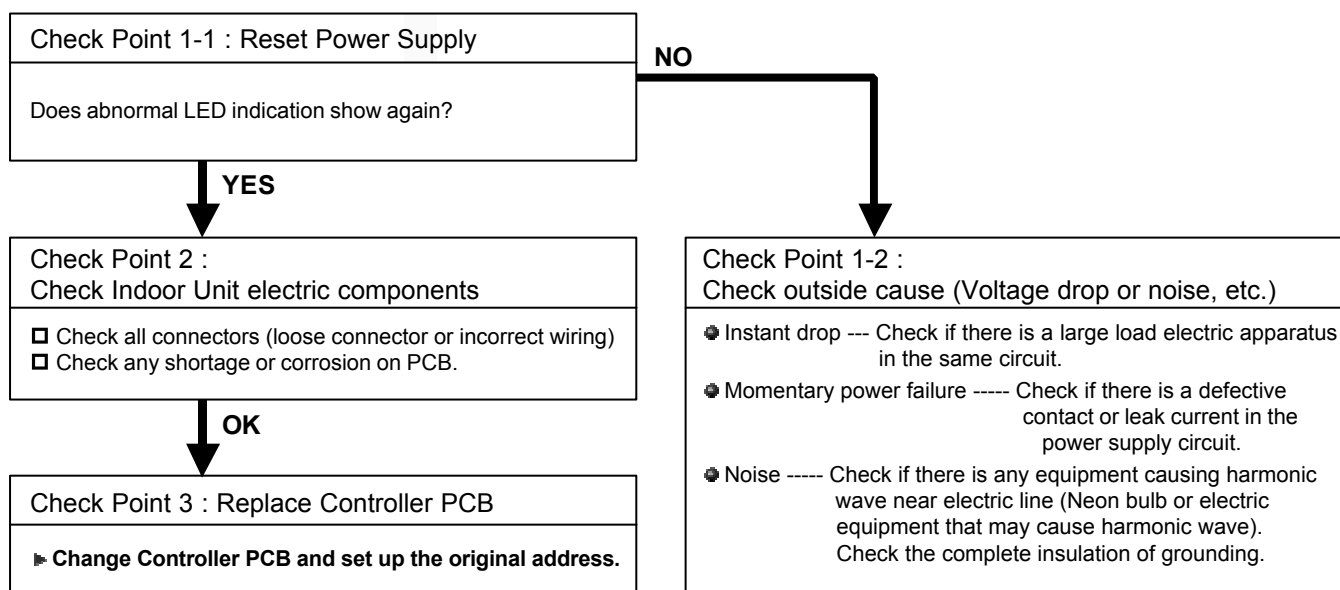 Check Point 1-1 : Reset Power Supply
Does abnormal LED indication show again?
NO
YES
Check Point 2 :
Check Indoor Unit electric components
Check all connectors (loose connector or incorrect wiring)
Check any shortage or corrosion on PCB.
OK
Check Point 3 : Replace Controller PCB
Change Controller PCB and set up the original address.
Check Point 1-2 :
Check outside cause (Voltage drop or noise, etc.)
Instant drop --- Check if there is a large load electric apparatus
in the same circuit.
Momentary power failure ----- Check if there is a defective
contact or leak current in the
power supply circuit.
Noise ----- Check if there is any equipment causing harmonic
wave near electric line (Neon bulb or electric
equipment that may cause harmonic wave).
Check the complete insulation of grounding.